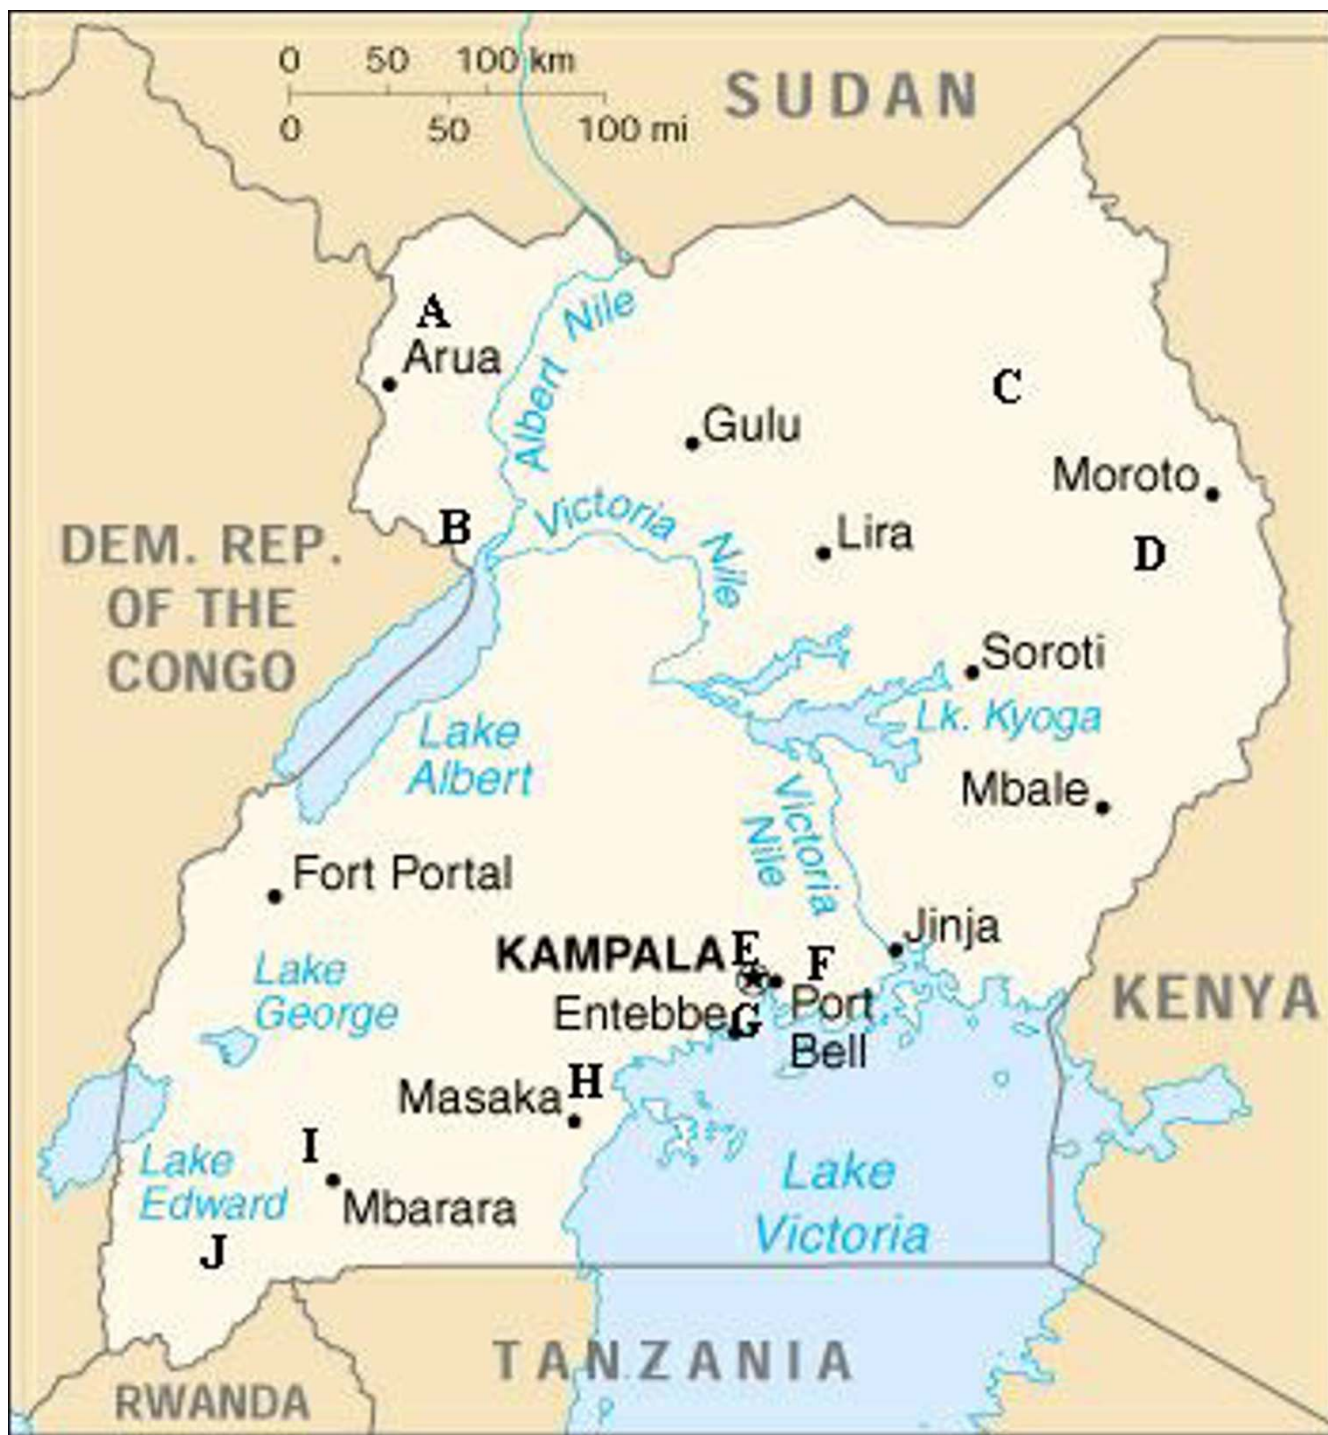 0 50 100 km
0 50 100 mi
SUDAN
A
Arua
Albert Nile
C
Gulu
Moroto
B
Victoria Nile
Lira
D
DEM. REP.
OF THE
CONGO
Soroti
Lk. Kyoga
Lake
Albert
Mbale
Victoria
Nile
Fort Portal
Jinja
KAMPALA
E
F
Lake
George
KENYA
Entebbe
G
Port
Bell
Masaka
H
I
Lake
Edward
Mbarara
Lake
Victoria
J
TANZANIA
RWANDA